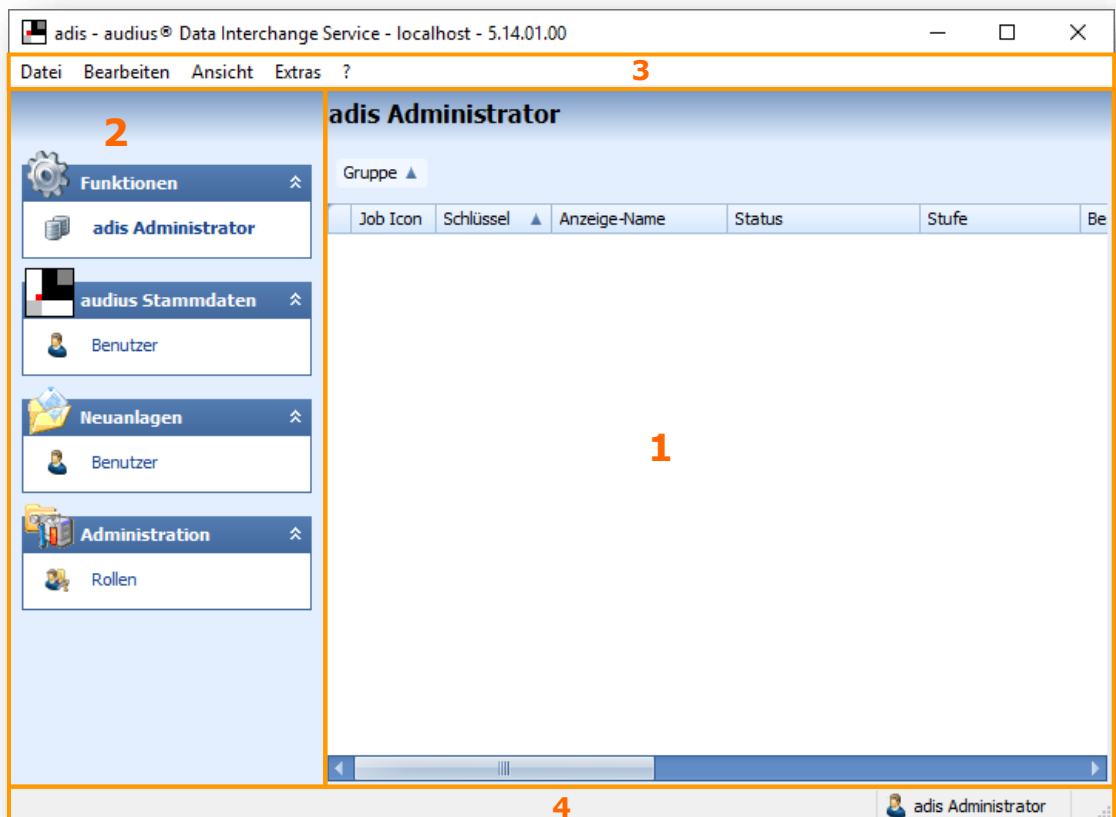 adis - audius® Data Interchange Service - localhost - 5.14.01.00
Datei Bearbeiten Ansicht Extras ?
3
2
adis Administrator
Gruppe
Funktionen
adis Administrator
Job Icon Schlüssel Anzeige-Name Status Stufe Be
audius Stammdaten
Benutzer
Neuanlagen
Benutzer
1
Administration
Rollen
4
adis Administrator